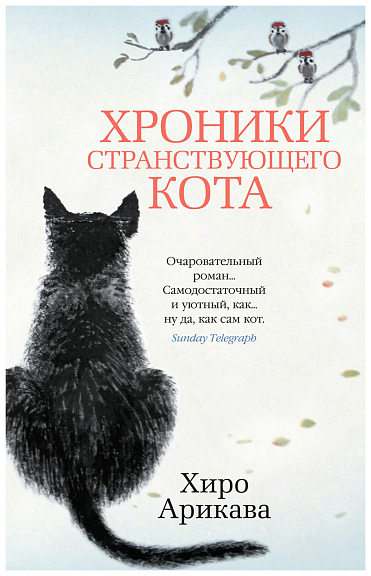 ХРОНИКИ
СТРАНСТВУЮЩЕГО
КОТА
Очаровательный
роман...
Самодостаточный
и уютный, как...
ну да, как сам кот.
Sunday Telegraph
Хиро
Арикава